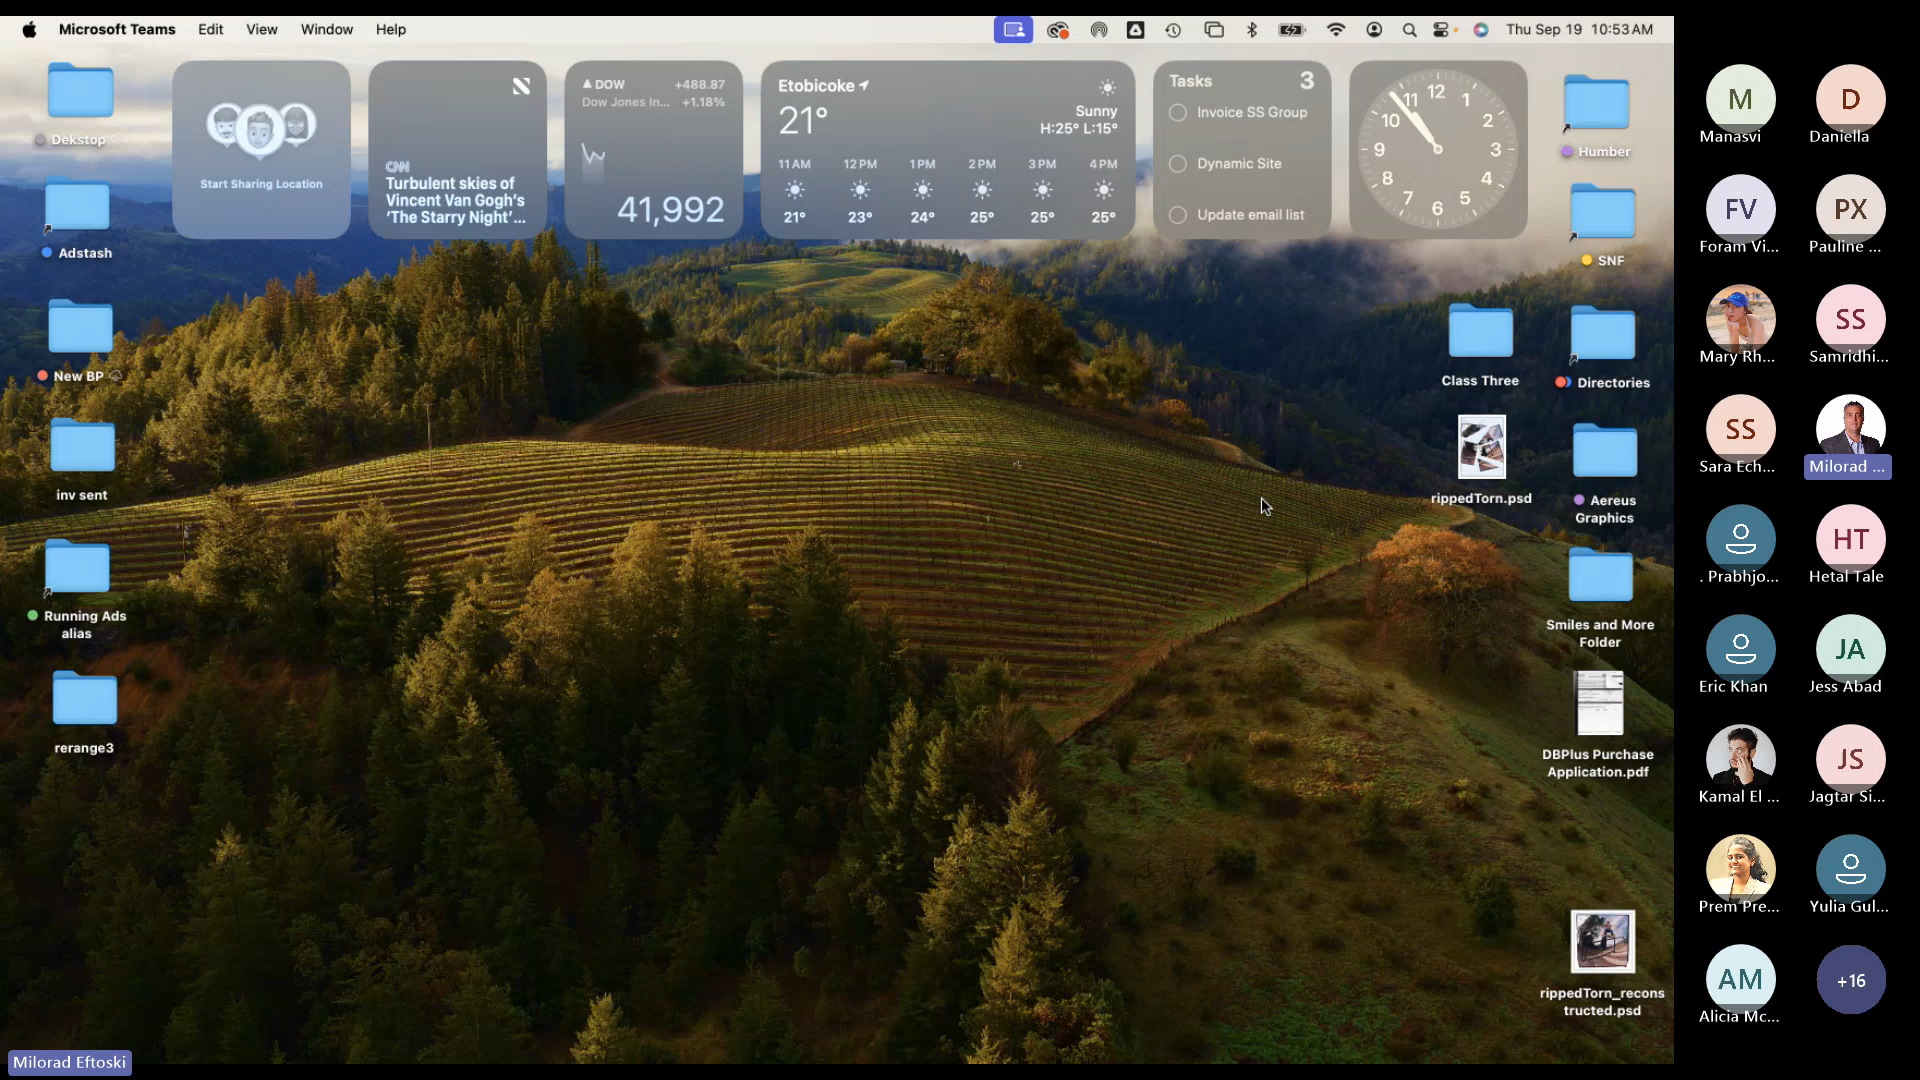 Microsoft Teams Edit View Window Help
Thu Sep 19 10:53 AM
Dekstop
Adstash
New BP
inv sent
Running Ads
alias
rerange3
Start Sharing Location
CNN
Turbulent skies of
Vincent Van Gogh's
'The Starry Night'...
▲ DOW +488.87
Dow Jones In... +1.18%
41,992
Etobicoke
21°
Sunny
H:25° L:15°
11 AM 12 PM 1 PM 2 PM 3 PM 4 PM
21° 23° 24° 25° 25° 25°
Tasks 3
Invoice SS Group
Dynamic Site
Update email list
12
1
2
3
4
5
6
7
8
9
10
11
Humber
SNF
Class Three
Directories
rippedTorn.psd
Aereus
Graphics
Smiles and More
Folder
DBPlus Purchase
Application.pdf
rippedTorn_recons
tructed.psd
M D
Manasvi Daniella
FV PX
Foram Vi... Pauline ...
SS
Mary Rh... Samridhi...
SS
Sara Ech... Milorad ...
HT
. Prabhjo... Hetal Tale
JA
Eric Khan Jess Abad
JS
Kamal El ... Jagtar Si...
Prem Pre... Yulia Gul...
AM +16
Alicia Mc...
Milorad Eftoski